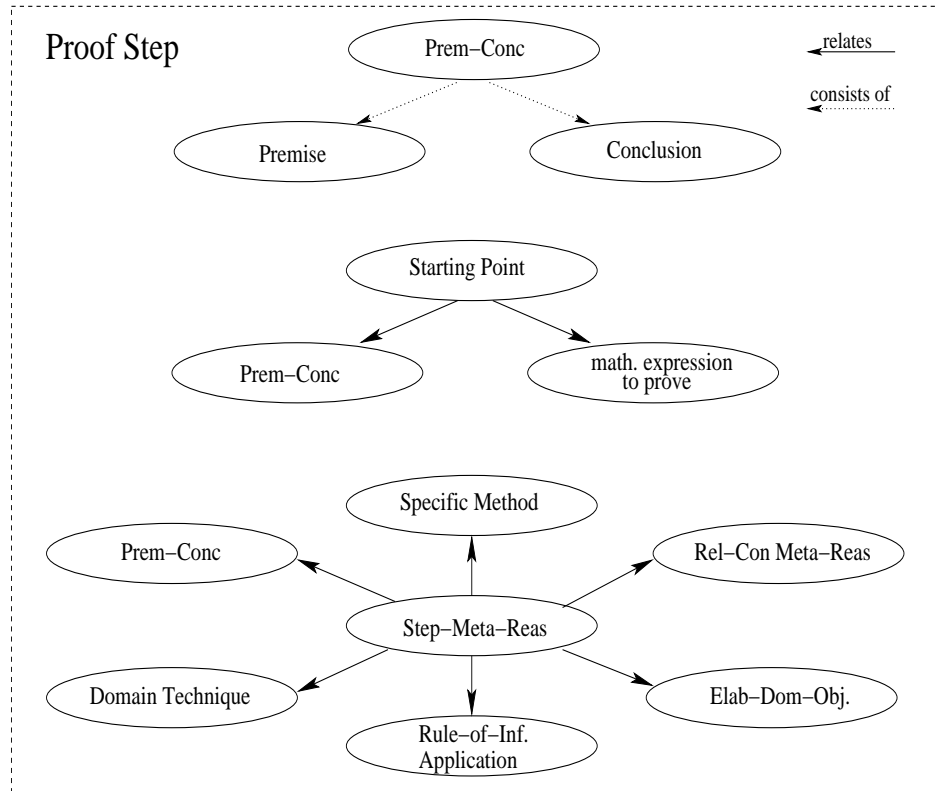 Proof Step
Prem–Conc
relates
consists of
Premise
Conclusion
Starting Point
Prem–Conc
math. expression
to prove
Specific Method
Prem–Conc
Rel–Con Meta–Reas
Step–Meta–Reas
Domain Technique
Elab–Dom–Obj.
Rule–of–Inf.
Application